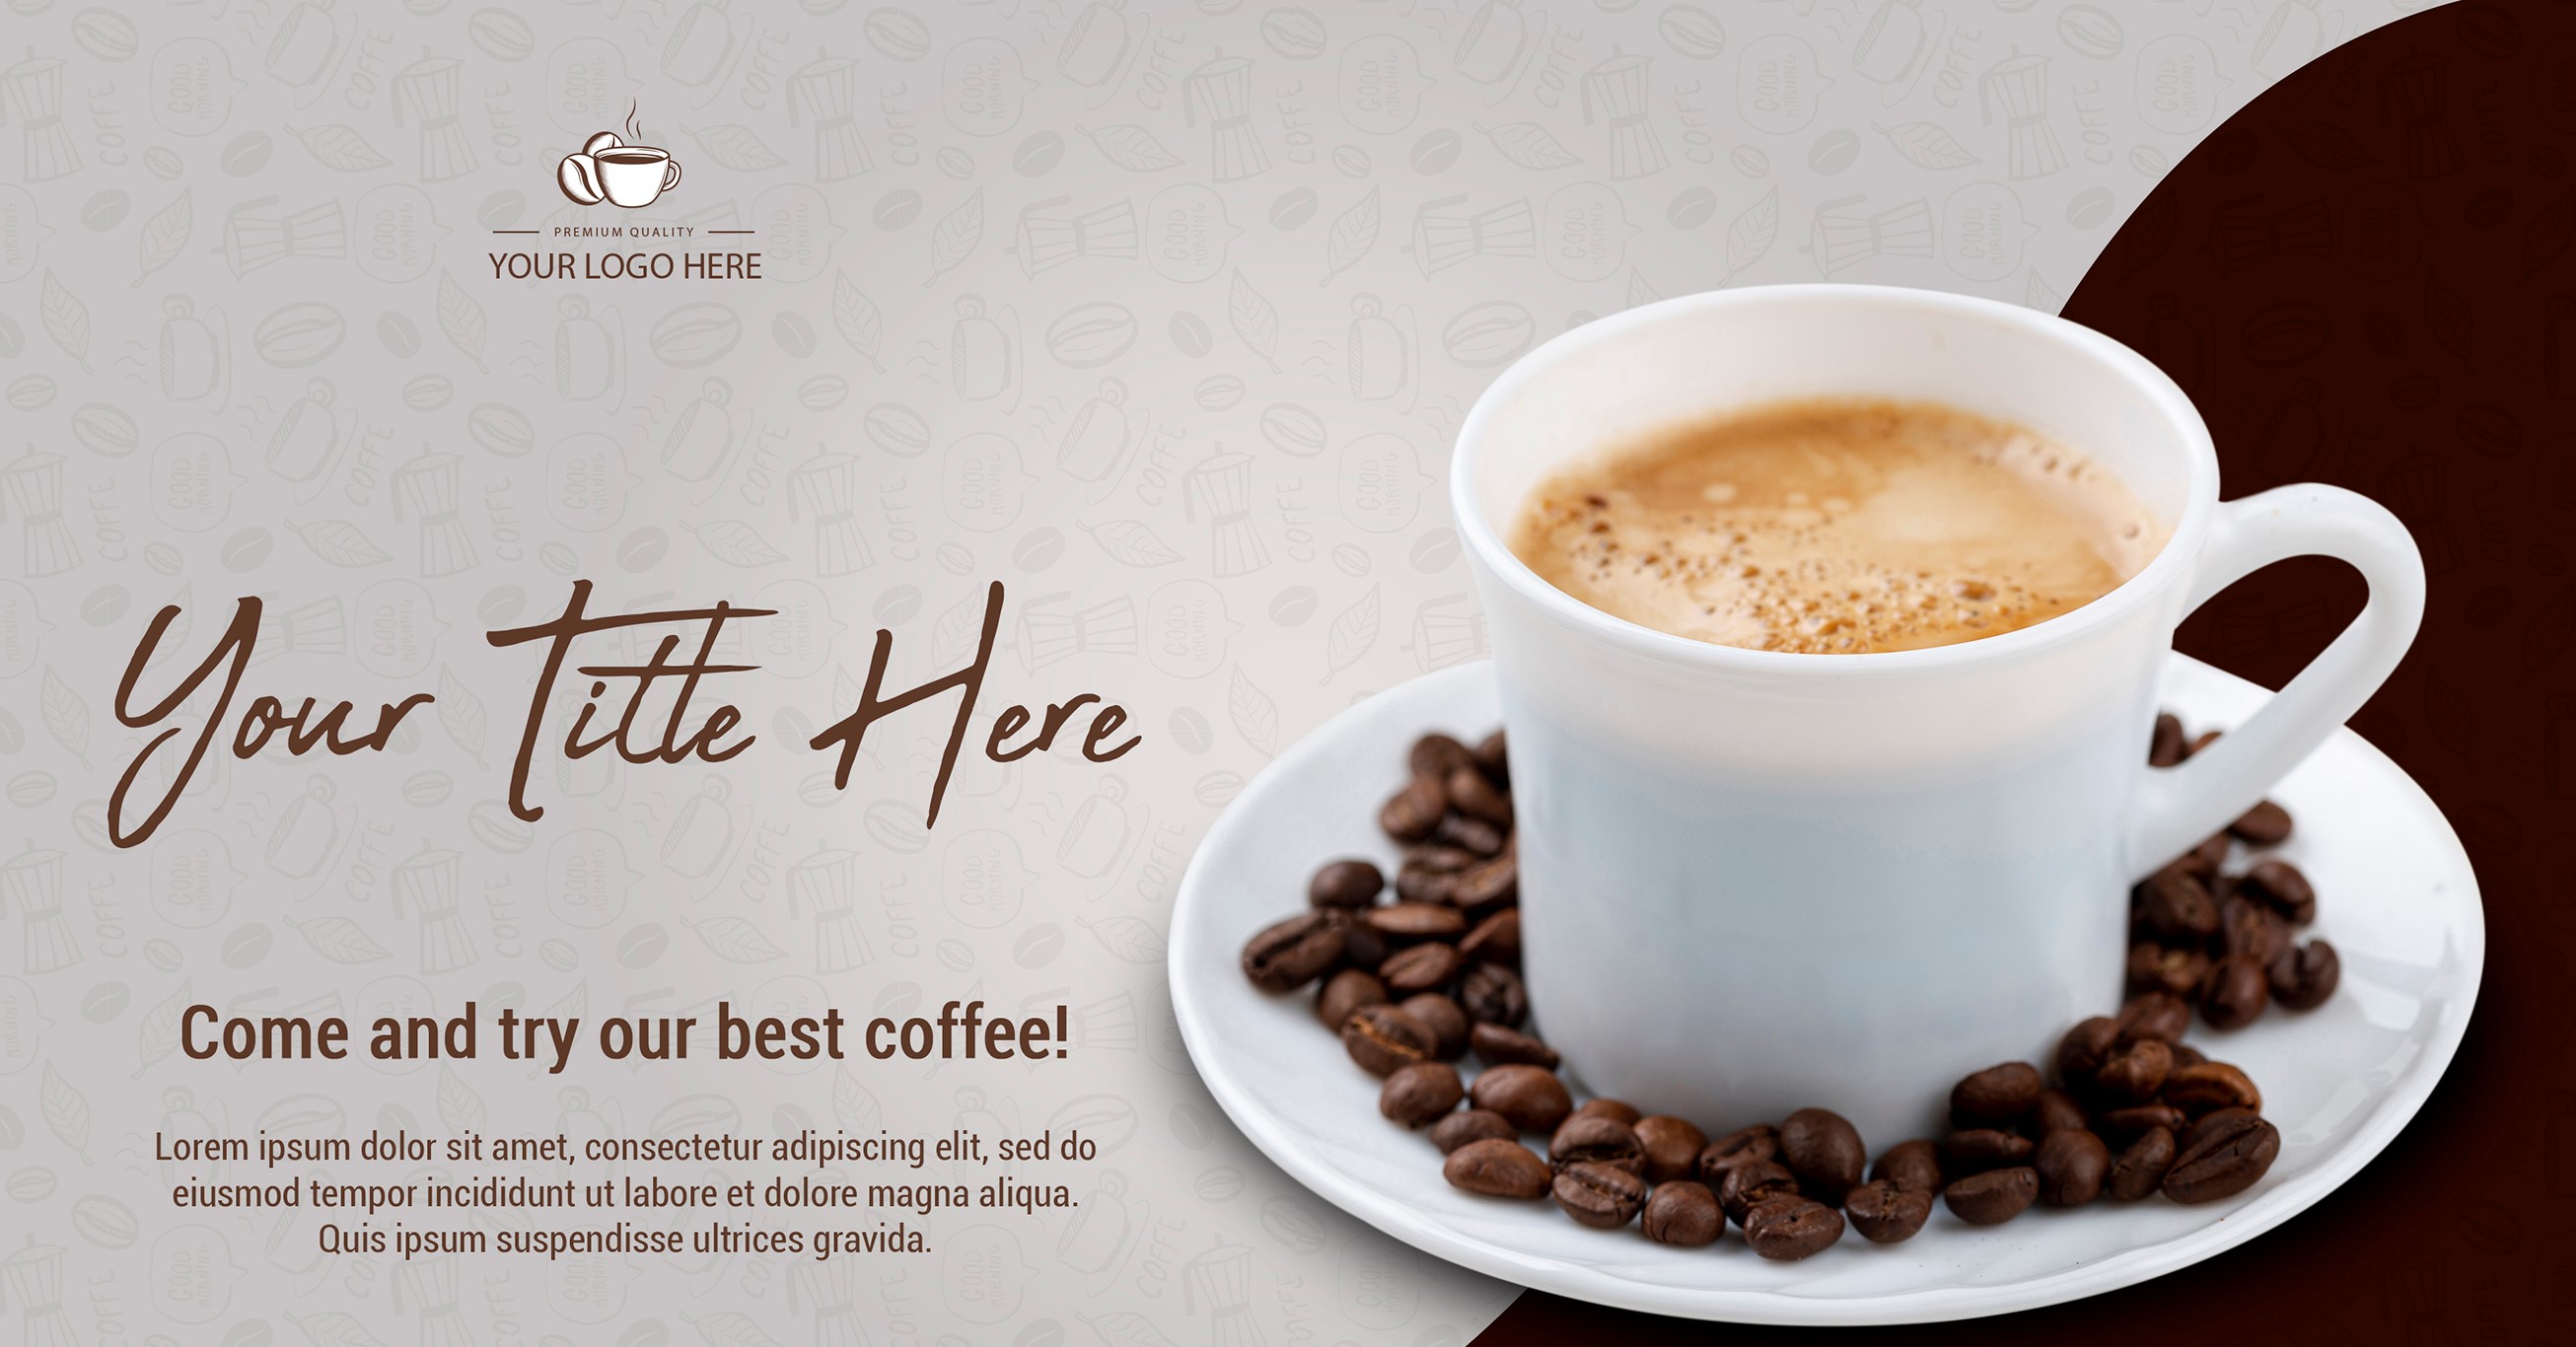 PREMIUM QUALITY
YOUR LOGO HERE
Your Title Here
Come and try our best coffee!
Lorem ipsum dolor sit amet, consectetur adipiscing elit, sed do
eiusmod tempor incididunt ut labore et dolore magna aliqua.
Quis ipsum suspendisse ultrices gravida.